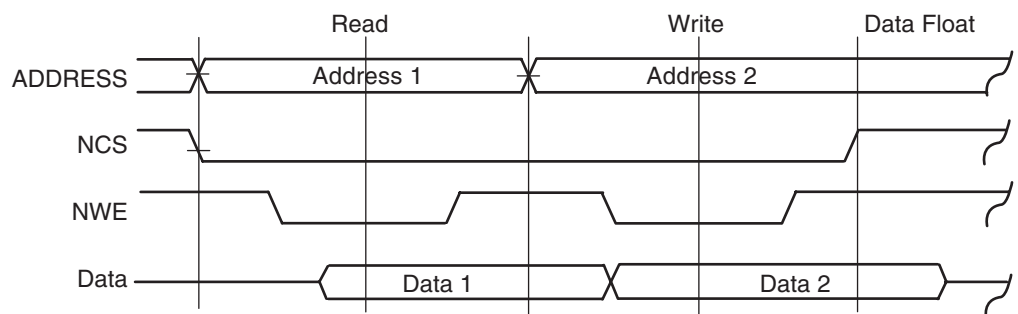 Read Write Data Float
ADDRESS Address 1 Address 2
NCS
NWE
Data Data 1 Data 2